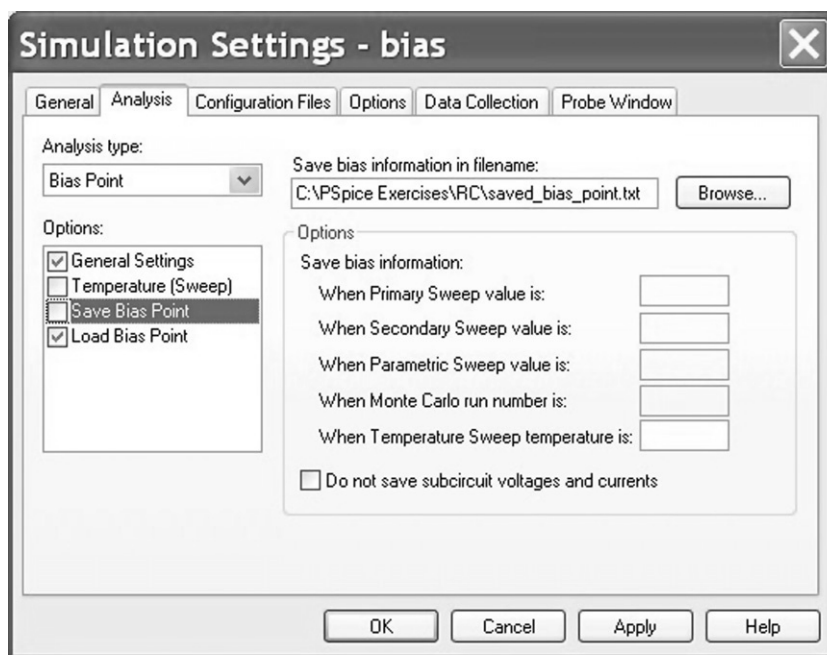 Simulation Settings - bias
General Analysis Configuration Files Options Data Collection Probe Window
Analysis type:
Bias Point
Options:
General Settings
Temperature (Sweep)
Save Bias Point
Load Bias Point
Save bias information in filename:
C:\PSpice Exercises\RC\saved_bias_point.txt Browse...
Options
Save bias information:
When Primary Sweep value is:
When Secondary Sweep value is:
When Parametric Sweep value is:
When Monte Carlo run number is:
When Temperature Sweep temperature is:
Do not save subcircuit voltages and currents
OK Cancel Apply Help